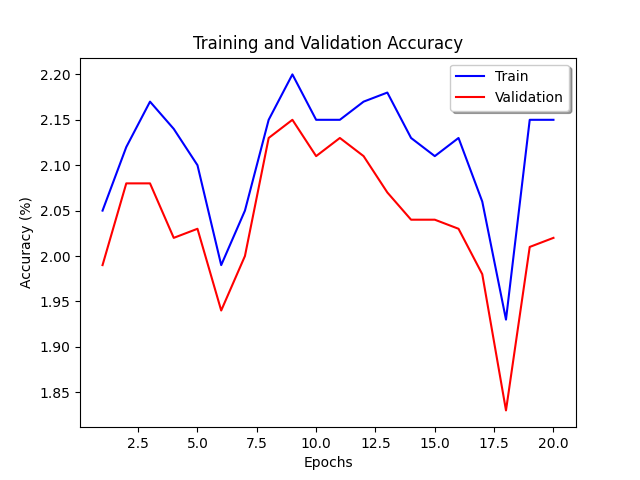 Training and Validation Accuracy
Train
Validation
Accuracy (%)
2.20
2.15
2.10
2.05
2.00
1.95
1.90
1.85
2.5 5.0 7.5 10.0 12.5 15.0 17.5 20.0
Epochs